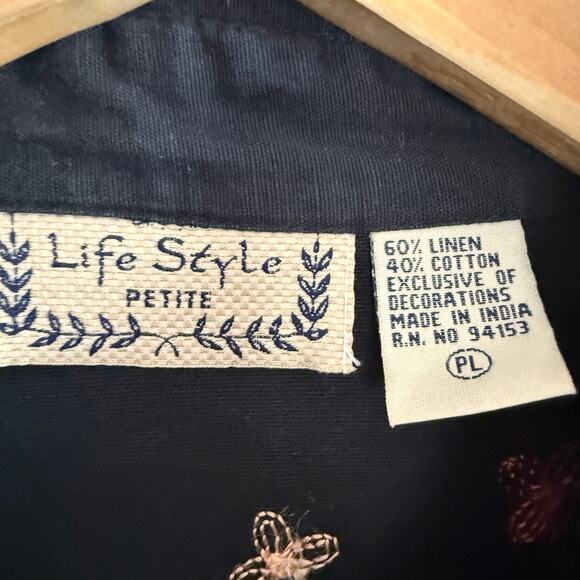 Life Style
PETITE
60% LINEN
40% COTTON
EXCLUSIVE OF
DECORATIONS
MADE IN INDIA
R.N. NO 94153
PL